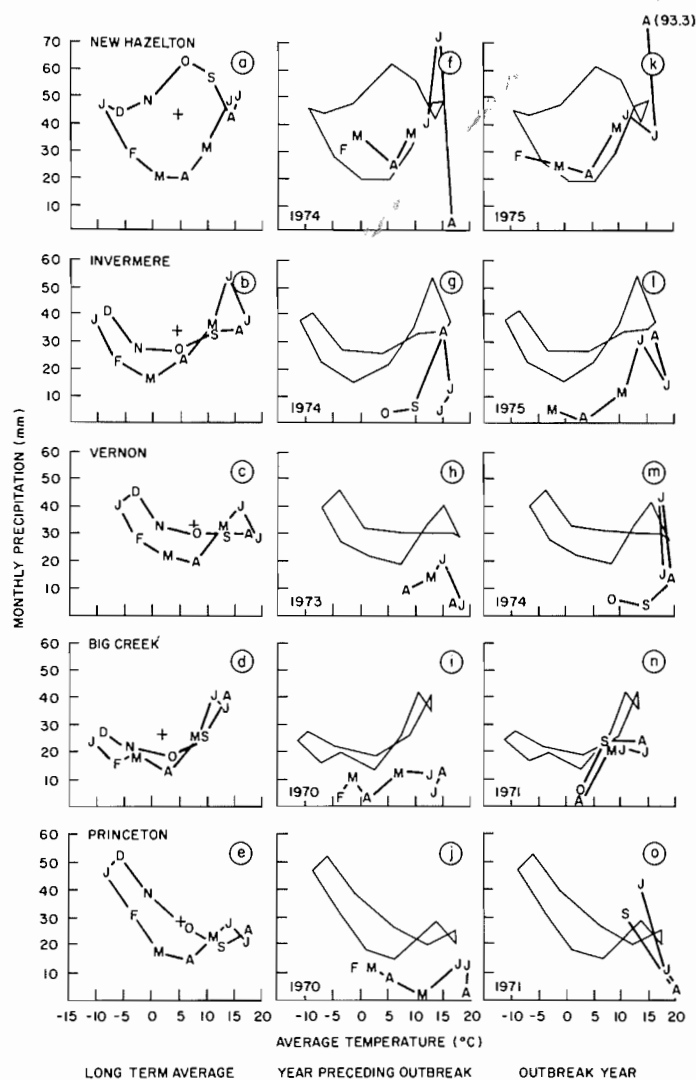 A (93.3)
NEW HAZELTON
a
f
k
70
60
50
40
30
20
10
J D N O S J J A M A M F
F M A M J J A
F M A M J J A
1974
1975
INVERMERE
b
g
l
60
50
40
30
20
10
J D N O S A J J M A M F
O S A J J
M A M J J A
1974
1975
VERNON
c
h
m
60
50
40
30
20
10
J D N O S A J J M A M F
A M J J A
O S A J J
1973
1974
BIG CREEK
d
i
n
60
50
40
30
20
10
J D N O S A J J M A M F
F M A M J J A
O S A J J M A
1970
1971
PRINCETON
e
j
o
60
50
40
30
20
10
J D N O S A J J M A M F
F M A M J J A
S J J A
1970
1971
MONTHLY PRECIPITATION (mm)
-15 -10 -5 0 5 10 15 20
-10 -5 0 5 10 15 20
-10 -5 0 5 10 15 20
AVERAGE TEMPERATURE (°C)
LONG TERM AVERAGE YEAR PRECEDING OUTBREAK OUTBREAK YEAR